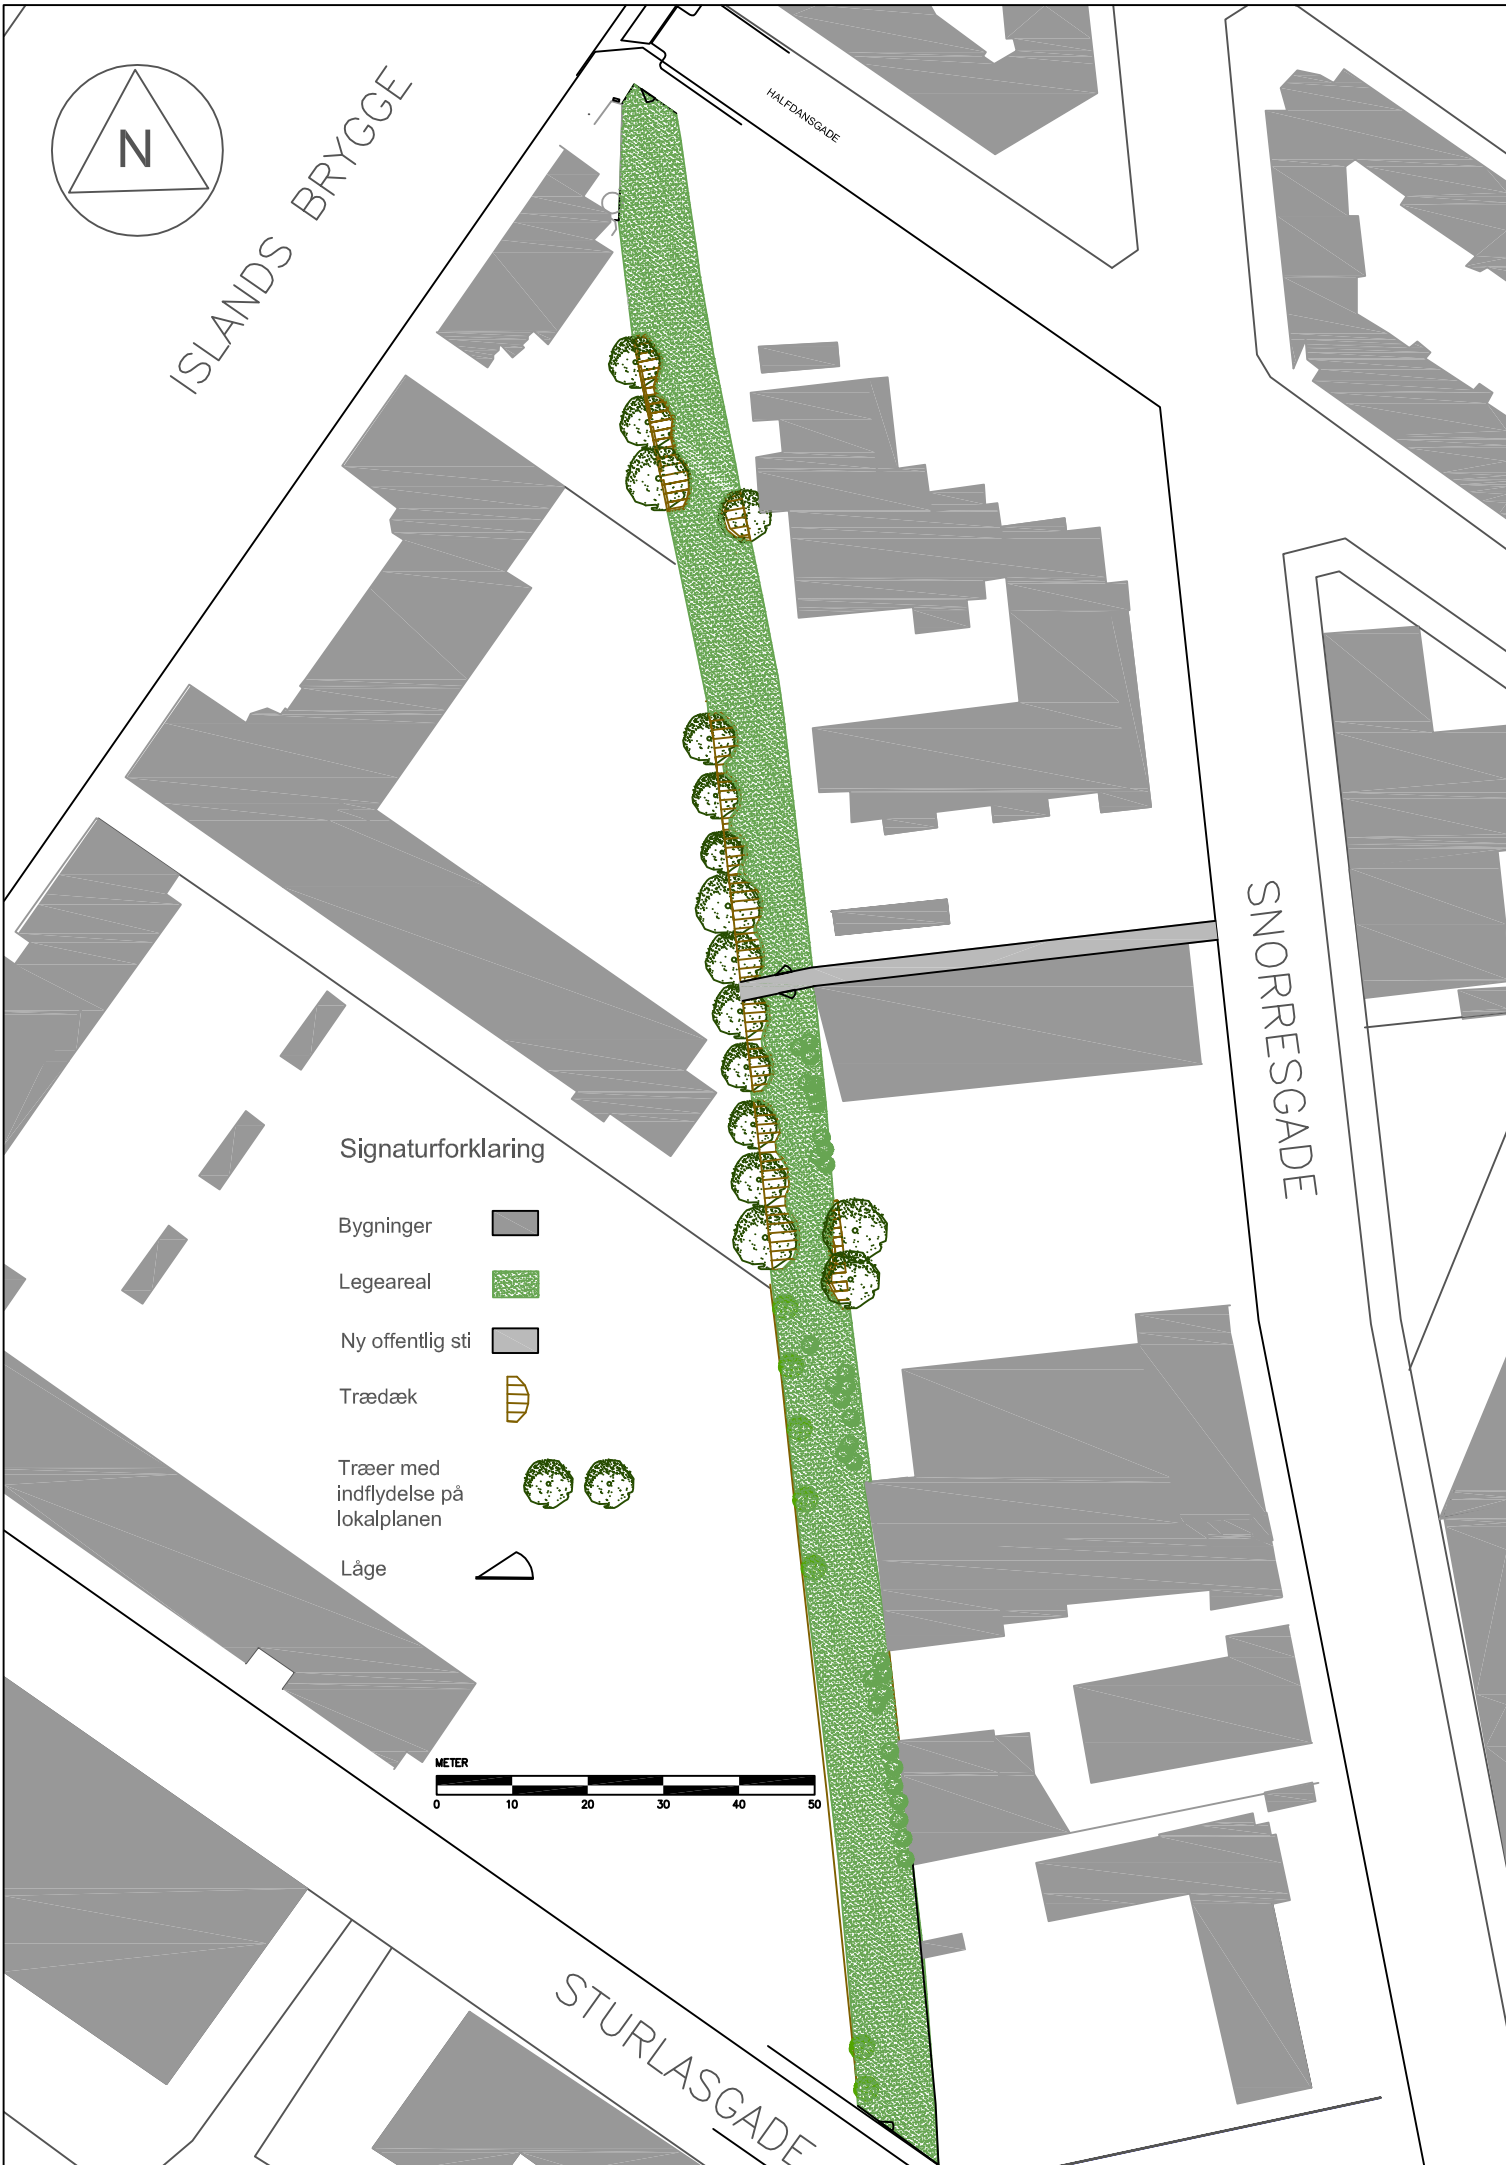 N
ISLANDS BRYGGE
HALFDANSGADE
SNORRESGADE
Signaturforklaring
Bygninger
Legeareal
Ny offentlig sti
Trædæk
Træer med
indflydelse på
lokalplanen
Låge
METER
0 10 20 30 40 50
STURLASGADE